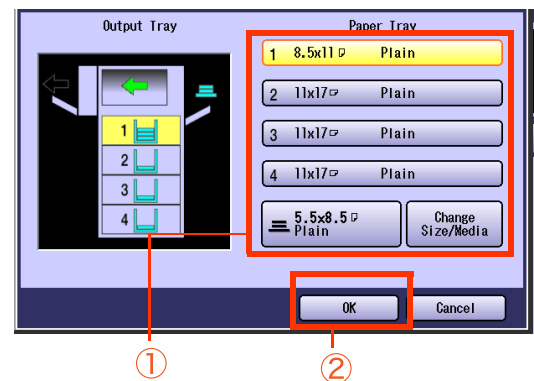 Output Tray
Paper Tray
1 8.5x11 Plain
2 11x17 Plain
3 11x17 Plain
4 11x17 Plain
5.5x8.5
Plain
Change
Size/Media
1
2
3
4
OK
Cancel
①
②